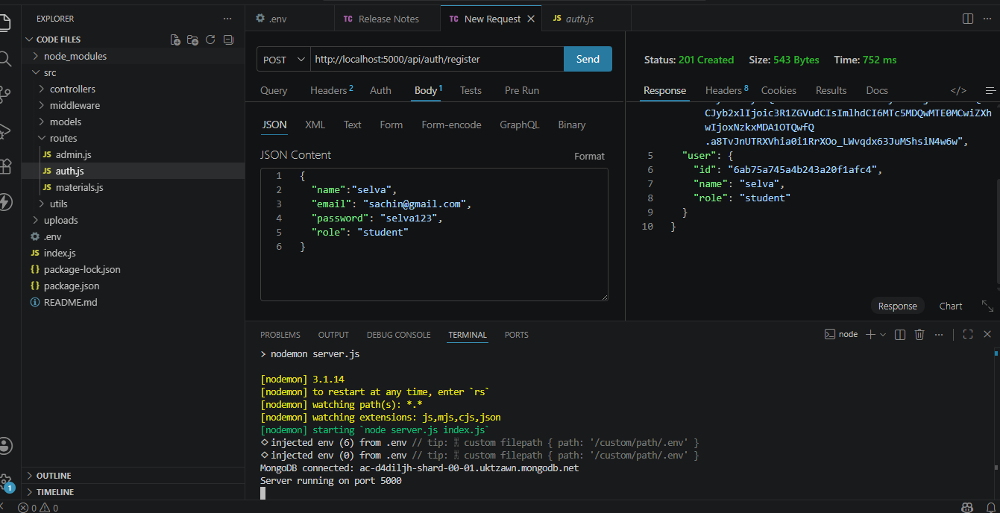 EXPLORER
CODE FILES
node_modules
src
controllers
middleware
models
routes
JS admin.js
JS auth.js
JS materials.js
utils
uploads
.env
JS index.js
{} package-lock.json
{} package.json
README.md
OUTLINE
TIMELINE
1
0 0
.env
TC Release Notes
TC New Request
JS auth.js
POST http://localhost:5000/api/auth/register Send
Query Headers 2 Auth Body 1 Tests Pre Run
JSON XML Text Form Form-encode GraphQL Binary
JSON Content Format
1 {
2 "name":"selva",
3 "email": "sachin@gmail.com",
4 "password": "selva123",
5 "role": "student"
6 }
Status: 201 Created Size: 543 Bytes Time: 752 ms
Response Headers 8 Cookies Results Docs </>
CJyb2xlIjoic3R1ZGVudCIsImlhdCI6MTc5MDQwMTE0MCwiZXh
wIjoxNzkxMDA1OTQwfQ
.a8TvJnUTRXVhia0i1RrXOo_LWvqdx63JuMShsiN4w6w",
5 "user": {
6 "id": "6ab75a745a4b243a20f1afc4",
7 "name": "selva",
8 "role": "student"
9 }
10 }
Response Chart
PROBLEMS OUTPUT DEBUG CONSOLE TERMINAL PORTS
node
> nodemon server.js
[nodemon] 3.1.14
[nodemon] to restart at any time, enter `rs`
[nodemon] watching path(s): *.*
[nodemon] watching extensions: js,mjs,cjs,json
[nodemon] starting `node server.js index.js`
◇ injected env (6) from .env // tip: ⌘ custom filepath { path: '/custom/path/.env' }
◇ injected env (0) from .env // tip: ⌘ custom filepath { path: '/custom/path/.env' }
MongoDB connected: ac-d4diljh-shard-00-01.uktzawn.mongodb.net
Server running on port 5000